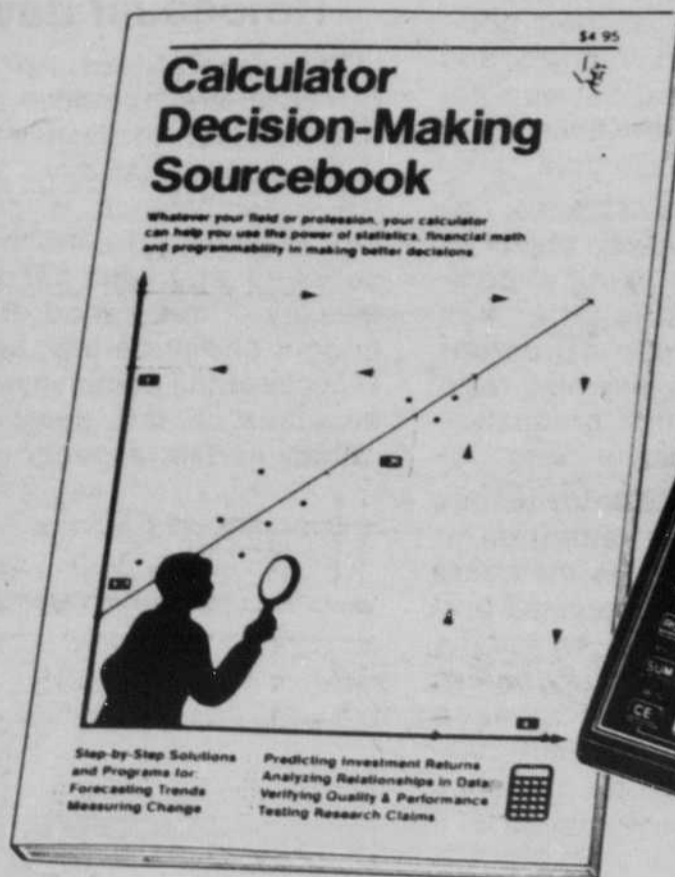 $4.95
Calculator
Decision-Making
Sourcebook
Whatever your field or profession, your calculator
can help you use the power of statistics, financial math
and programmability in making better decisions.
Step-by-Step Solutions
and Programs for:
Forecasting Trends
Measuring Change
Predicting Investment Returns
Analyzing Relationships in Data
Verifying Quality & Performance
Testing Research Claims
SUM
CE